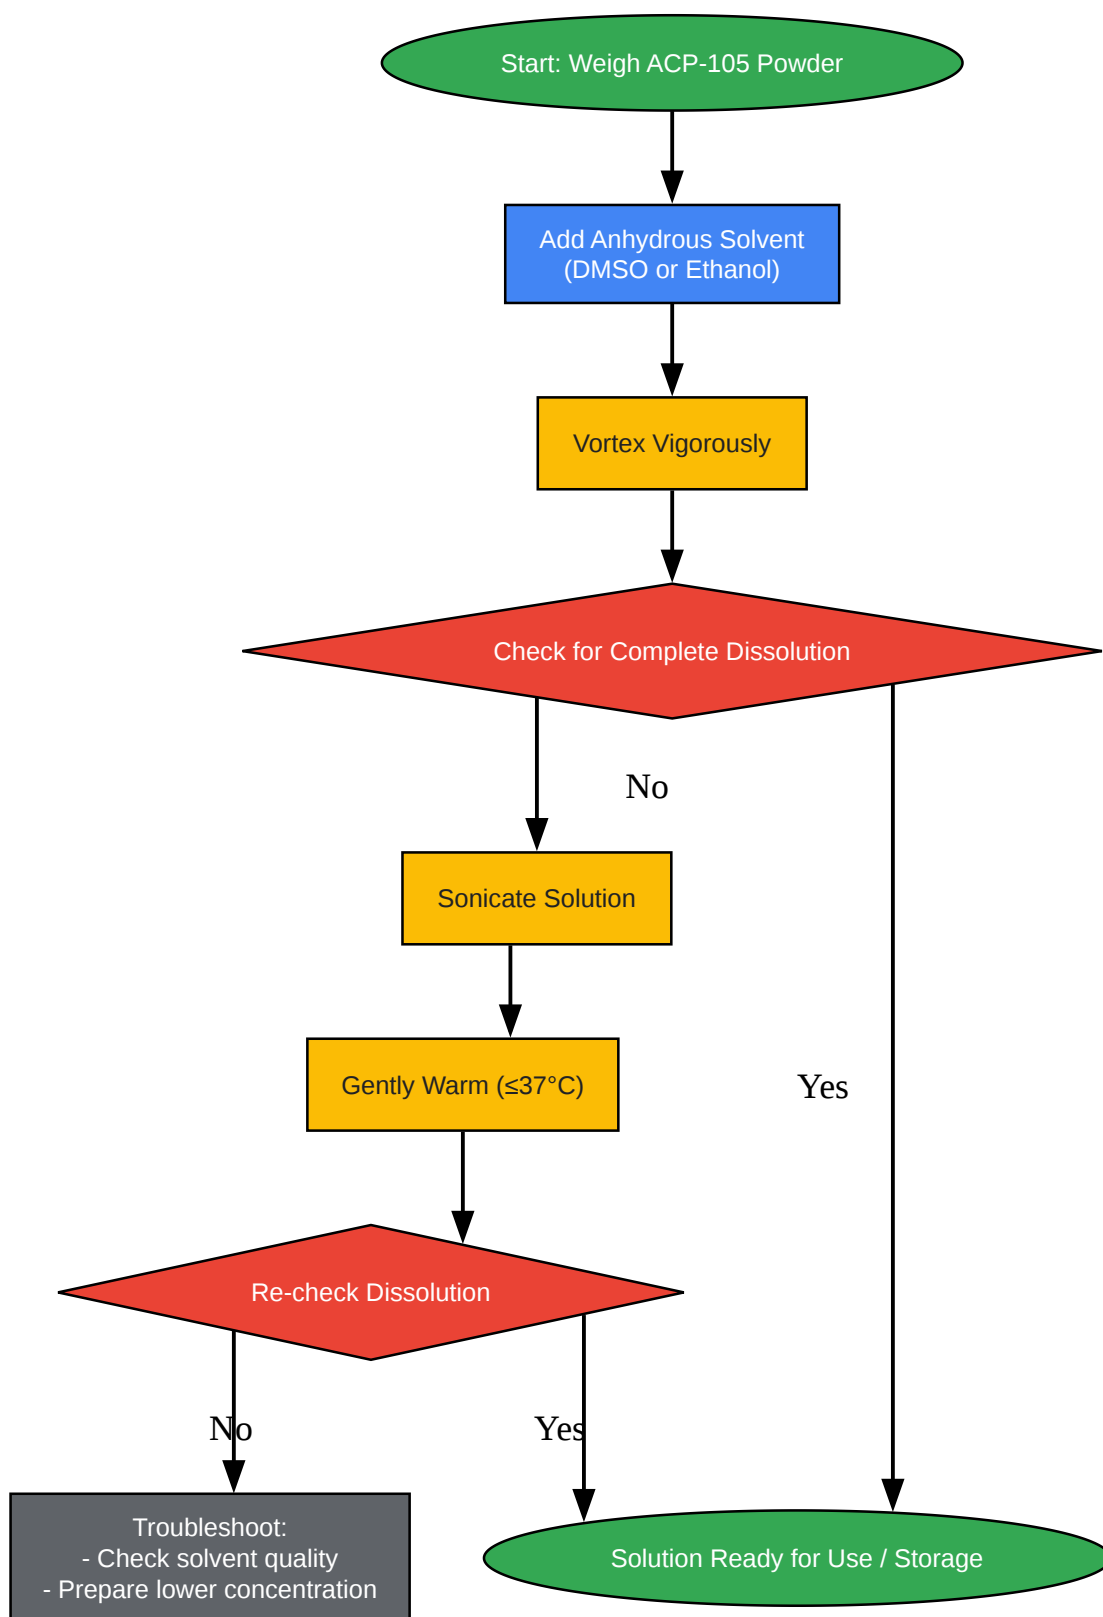 Start: Weigh ACP-105 Powder
Add Anhydrous Solvent
(DMSO or Ethanol)
Vortex Vigorously
Check for Complete Dissolution
No
Sonicate Solution
Gently Warm (≤37°C)
Yes
Re-check Dissolution
No
Yes
Troubleshoot:
- Check solvent quality
- Prepare lower concentration
Solution Ready for Use / Storage